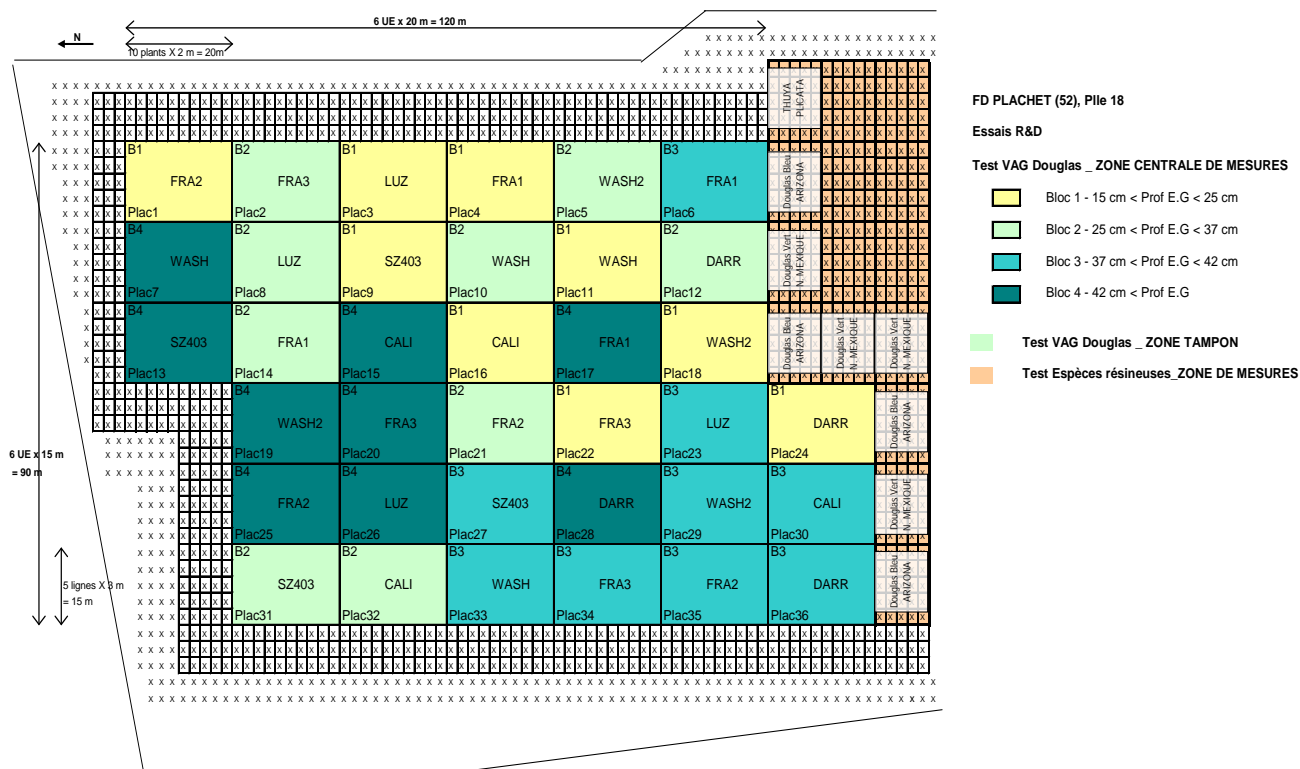 6 UE x 20 m = 120 m
N
10 plants X 2 m = 20m
B1 B2 B1 B1 B2 B3
FRA2 FRA3 LUZ FRA1 WASH2 FRA1
Plac1 Plac2 Plac3 Plac4 Plac5 Plac6
B4 B2 B1 B2 B1 B2
WASH LUZ SZ403 WASH WASH DARR
Plac7 Plac8 Plac9 Plac10 Plac11 Plac12
B4 B2 B4 B1 B4 B1
SZ403 FRA1 CALI CALI FRA1 WASH2
Plac13 Plac14 Plac15 Plac16 Plac17 Plac18
B4 B4 B2 B1 B3 B1
WASH2 FRA3 FRA2 FRA3 LUZ DARR
Plac19 Plac20 Plac21 Plac22 Plac23 Plac24
B4 B4 B3 B4 B3 B3
FRA2 LUZ SZ403 DARR WASH2 CALI
Plac25 Plac26 Plac27 Plac28 Plac29 Plac30
B2 B2 B3 B3 B3 B3
SZ403 CALI WASH FRA3 FRA2 DARR
Plac31 Plac32 Plac33 Plac34 Plac35 Plac36
6 UE x 15 m
= 90 m
5 lignes X 3 m
= 15 m
THUYA
PLICATA
Douglas Bleu
ARIZONA
Douglas Vert
N. MEXIQUE
Douglas Bleu
ARIZONA
Douglas Vert
N. MEXIQUE
Douglas Vert
N. MEXIQUE
Douglas Bleu
ARIZONA
Douglas Vert
N. MEXIQUE
Douglas Bleu
ARIZONA
FD PLACHET (52), Plle 18
Essais R&D
Test VAG Douglas _ ZONE CENTRALE DE MESURES
Bloc 1 - 15 cm < Prof E.G < 25 cm
Bloc 2 - 25 cm < Prof E.G < 37 cm
Bloc 3 - 37 cm < Prof E.G < 42 cm
Bloc 4 - 42 cm < Prof E.G
Test VAG Douglas _ ZONE TAMPON
Test Espèces résineuses_ZONE DE MESURES